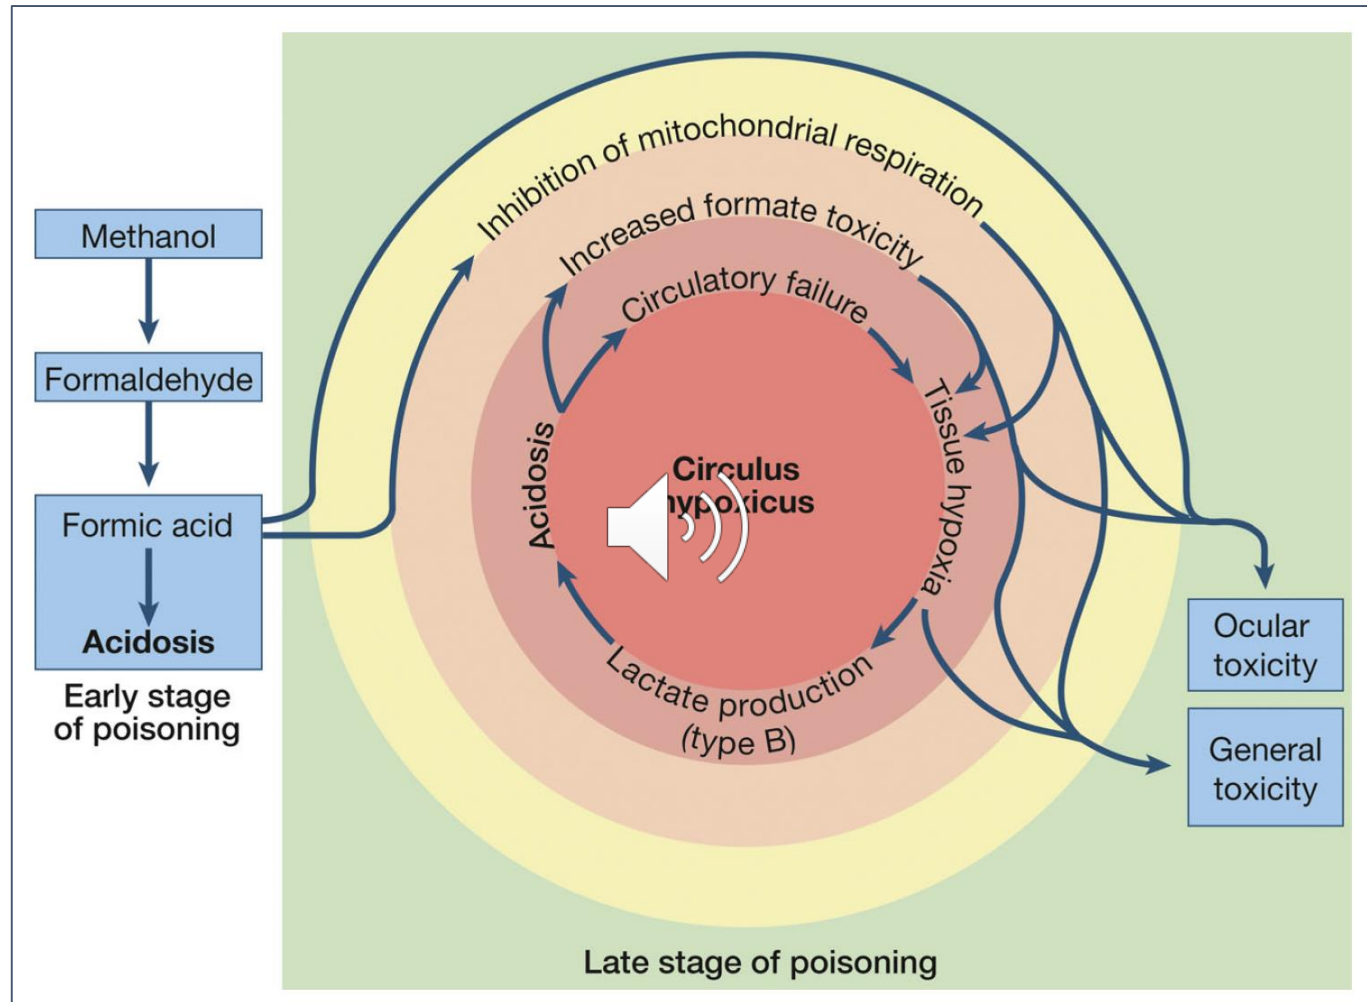 Methanol
Formaldehyde
Formic acid
Acidosis
Early stage
of poisoning
Inhibition of mitochondrial respiration
Increased formate toxicity
Circulatory failure
Tissue hypoxia
Lactate production
(type B)
Acidosis
Circulus
hypoxicus
Ocular
toxicity
General
toxicity
Late stage of poisoning